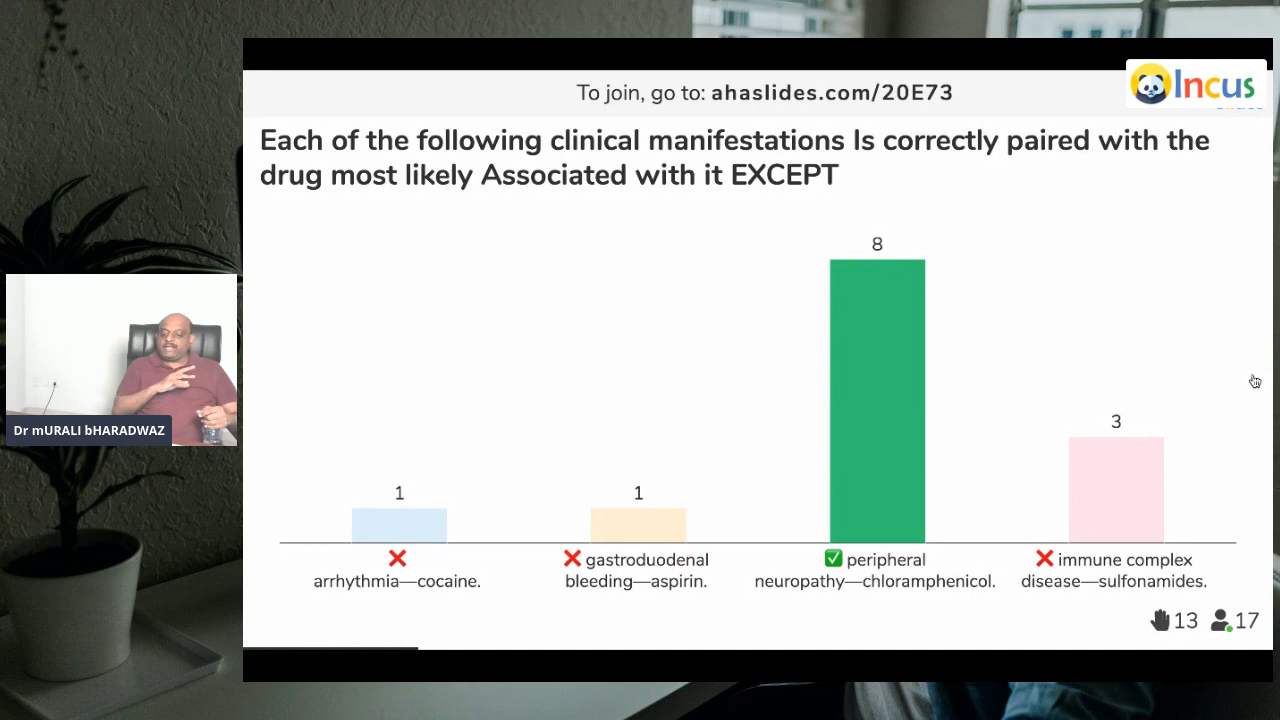 To join, go to: ahaslides.com/20E73
Incus
Each of the following clinical manifestations Is correctly paired with the
drug most likely Associated with it EXCEPT
8
3
1
1
❌
arrhythmia—cocaine.
❌ gastroduodenal
bleeding—aspirin.
✅ peripheral
neuropathy—chloramphenicol.
❌ immune complex
disease—sulfonamides.
13
17
Dr mURALI bHARADWAZ